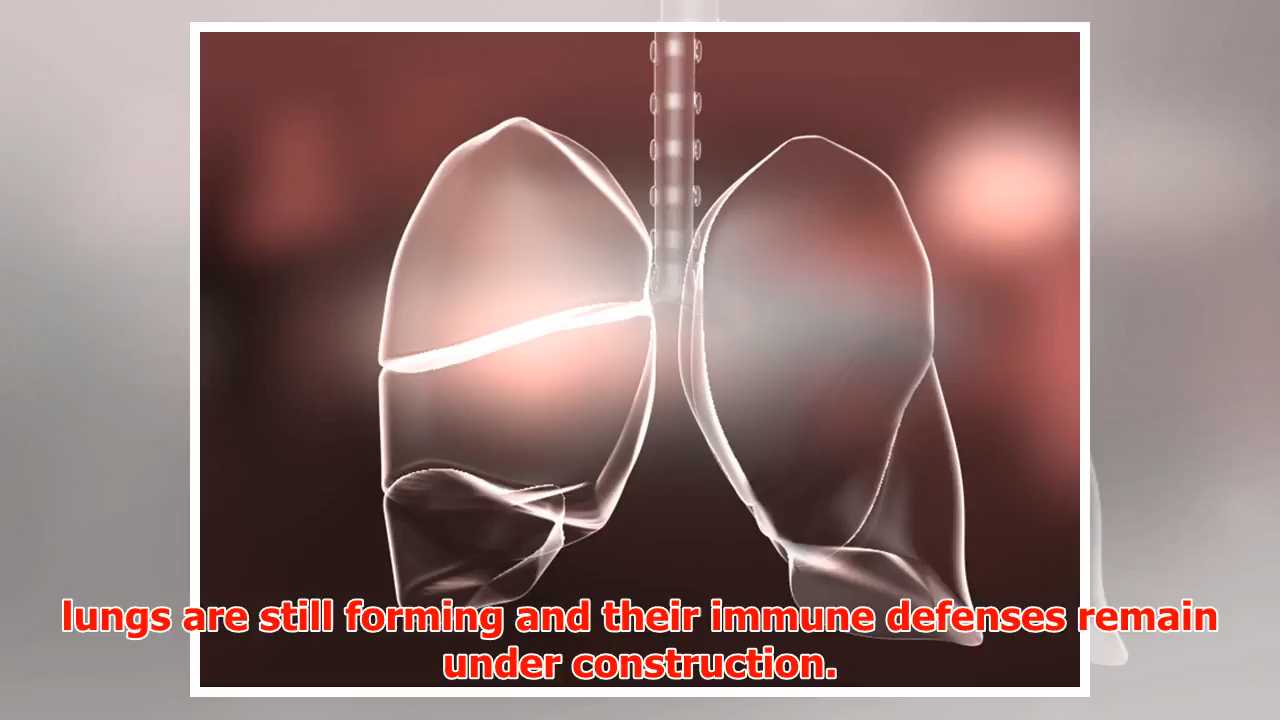 lungs are still forming and their immune defenses remain
under construction.